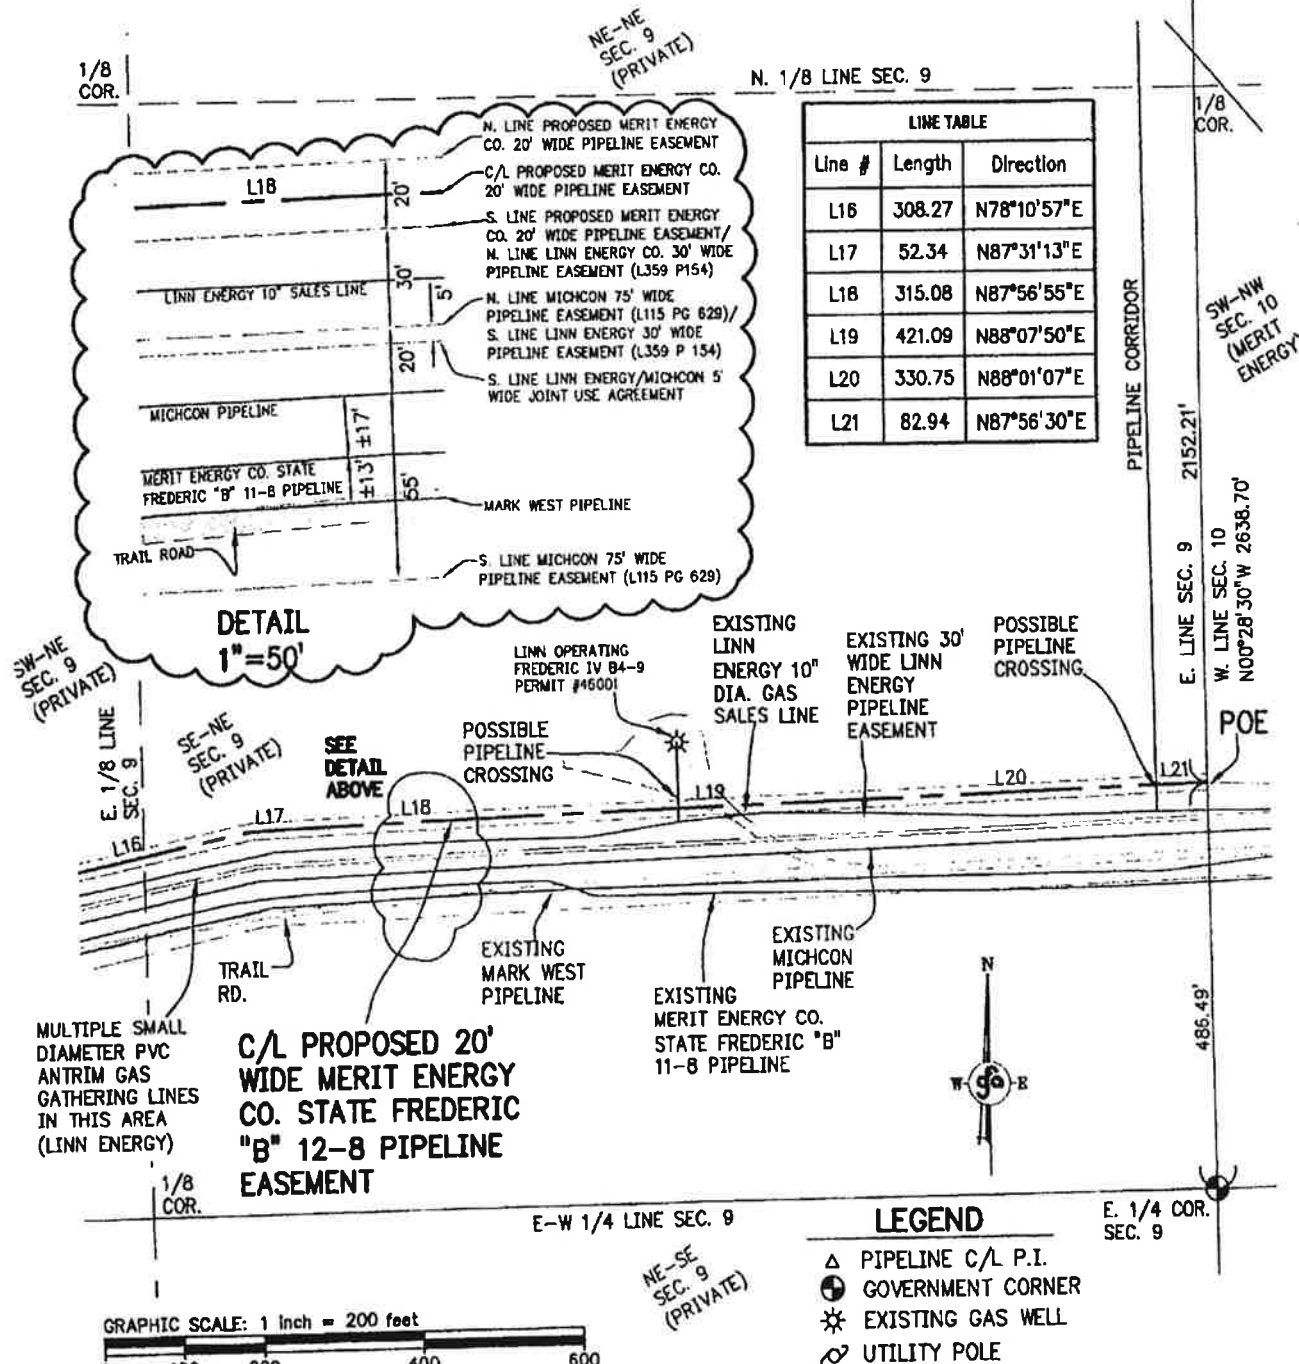 NE-NE
SEC. 9
(PRIVATE)
1/8
COR.
N. 1/8 LINE SEC. 9
1/8
COR.
N. LINE PROPOSED MERIT ENERGY
CO. 20' WIDE PIPELINE EASEMENT
C/L PROPOSED MERIT ENERGY CO.
20' WIDE PIPELINE EASEMENT
S. LINE PROPOSED MERIT ENERGY
CO. 20' WIDE PIPELINE EASEMENT/
N. LINE LINN ENERGY CO. 30' WIDE
PIPELINE EASEMENT (L359 P154)
N. LINE MICHCON 75' WIDE
PIPELINE EASEMENT (L115 PG 629)/
S. LINE LINN ENERGY 30' WIDE
PIPELINE EASEMENT (L359 P 154)
S. LINE LINN ENERGY/MICHCON 5'
WIDE JOINT USE AGREEMENT
MARK WEST PIPELINE
S. LINE MICHCON 75' WIDE
PIPELINE EASEMENT (L115 PG 629)
L18
20'
30'
5'
20'
±17'
±13'
55'
LINN ENERGY 10" SALES LINE
MICHCON PIPELINE
MERIT ENERGY CO. STATE
FREDERIC "B" 11-8 PIPELINE
TRAIL ROAD
DETAIL
1"=50'
LINE TABLE
Line # Length Direction
L16 308.27 N78°10'57"E
L17 52.34 N87°31'13"E
L18 315.08 N87°56'55"E
L19 421.09 N88°07'50"E
L20 330.75 N88°01'07"E
L21 82.94 N87°56'30"E
PIPELINE CORRIDOR
SW-NW
SEC. 10
(MERIT
ENERGY)
E. LINE SEC. 9 2152.21'
W. LINE SEC. 10
N00°28'30"W 2638.70'
SW-NE
SEC. 9
(PRIVATE)
E. 1/8 LINE
SEC. 9
SE-NE
SEC. 9
(PRIVATE)
SEE
DETAIL
ABOVE
LINN OPERATING
FREDERIC IV B4-9
PERMIT #46001
POSSIBLE
PIPELINE
CROSSING
EXISTING
LINN
ENERGY 10"
DIA. GAS
SALES LINE
EXISTING 30'
WIDE LINN
ENERGY
PIPELINE
EASEMENT
POSSIBLE
PIPELINE
CROSSING
POE
L16
L17
L18
L19
L20
L21
TRAIL
RD.
EXISTING
MARK WEST
PIPELINE
EXISTING
MERIT ENERGY CO.
STATE FREDERIC "B"
11-8 PIPELINE
EXISTING
MICHCON
PIPELINE
MULTIPLE SMALL
DIAMETER PVC
ANTRIM GAS
GATHERING LINES
IN THIS AREA
(LINN ENERGY)
C/L PROPOSED 20'
WIDE MERIT ENERGY
CO. STATE FREDERIC
"B" 12-8 PIPELINE
EASEMENT
N
W gfa E
486.49'
1/8
COR.
E-W 1/4 LINE SEC. 9
E. 1/4 COR.
SEC. 9
NE-SE
SEC. 9
(PRIVATE)
LEGEND
PIPELINE C/L P.I.
GOVERNMENT CORNER
EXISTING GAS WELL
UTILITY POLE
GRAPHIC SCALE: 1 inch = 200 feet
400 600